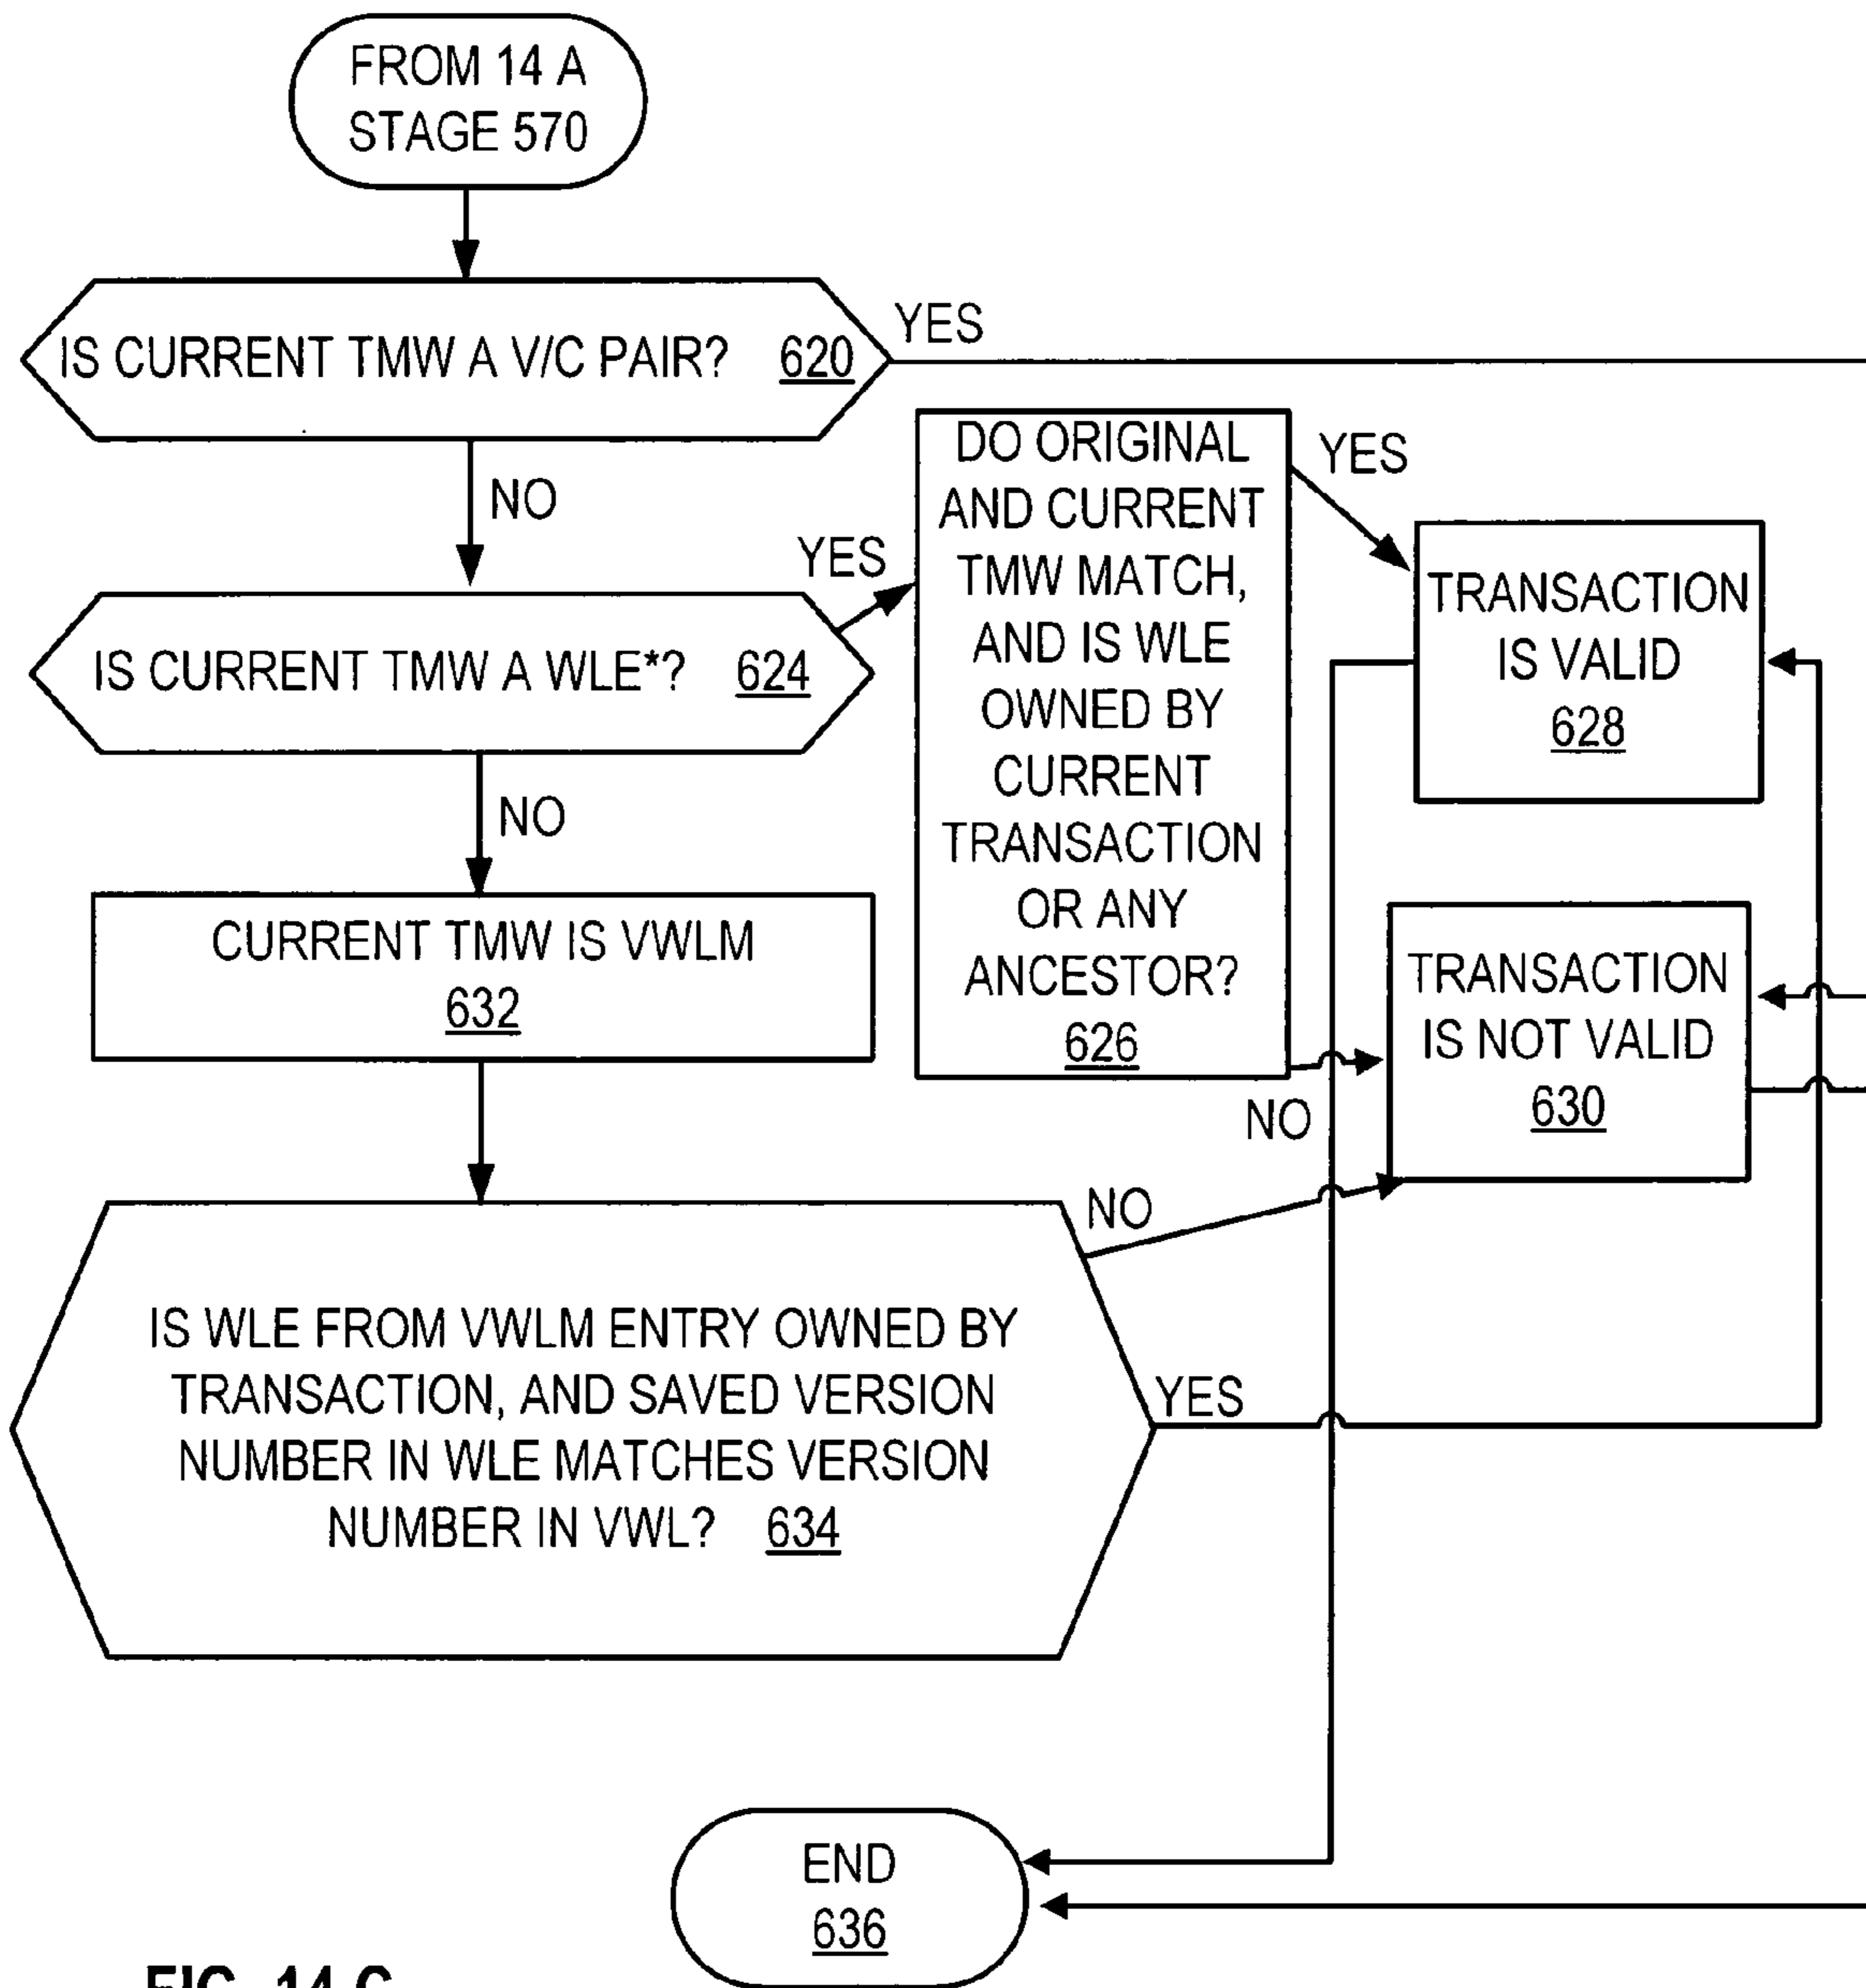 FROM 14 A
STAGE 570
IS CURRENT TMW A V/C PAIR? 620
YES
NO
IS CURRENT TMW A WLE*? 624
YES
DO ORIGINAL
AND CURRENT
TMW MATCH,
AND IS WLE
OWNED BY
CURRENT
TRANSACTION
OR ANY
ANCESTOR?
626
YES
TRANSACTION
IS VALID
628
NO
CURRENT TMW IS VWLM
632
NO
TRANSACTION
IS NOT VALID
630
IS WLE FROM VWLM ENTRY OWNED BY
TRANSACTION, AND SAVED VERSION
NUMBER IN WLE MATCHES VERSION
NUMBER IN VWL? 634
NO
YES
END
636
FIG. 14 C